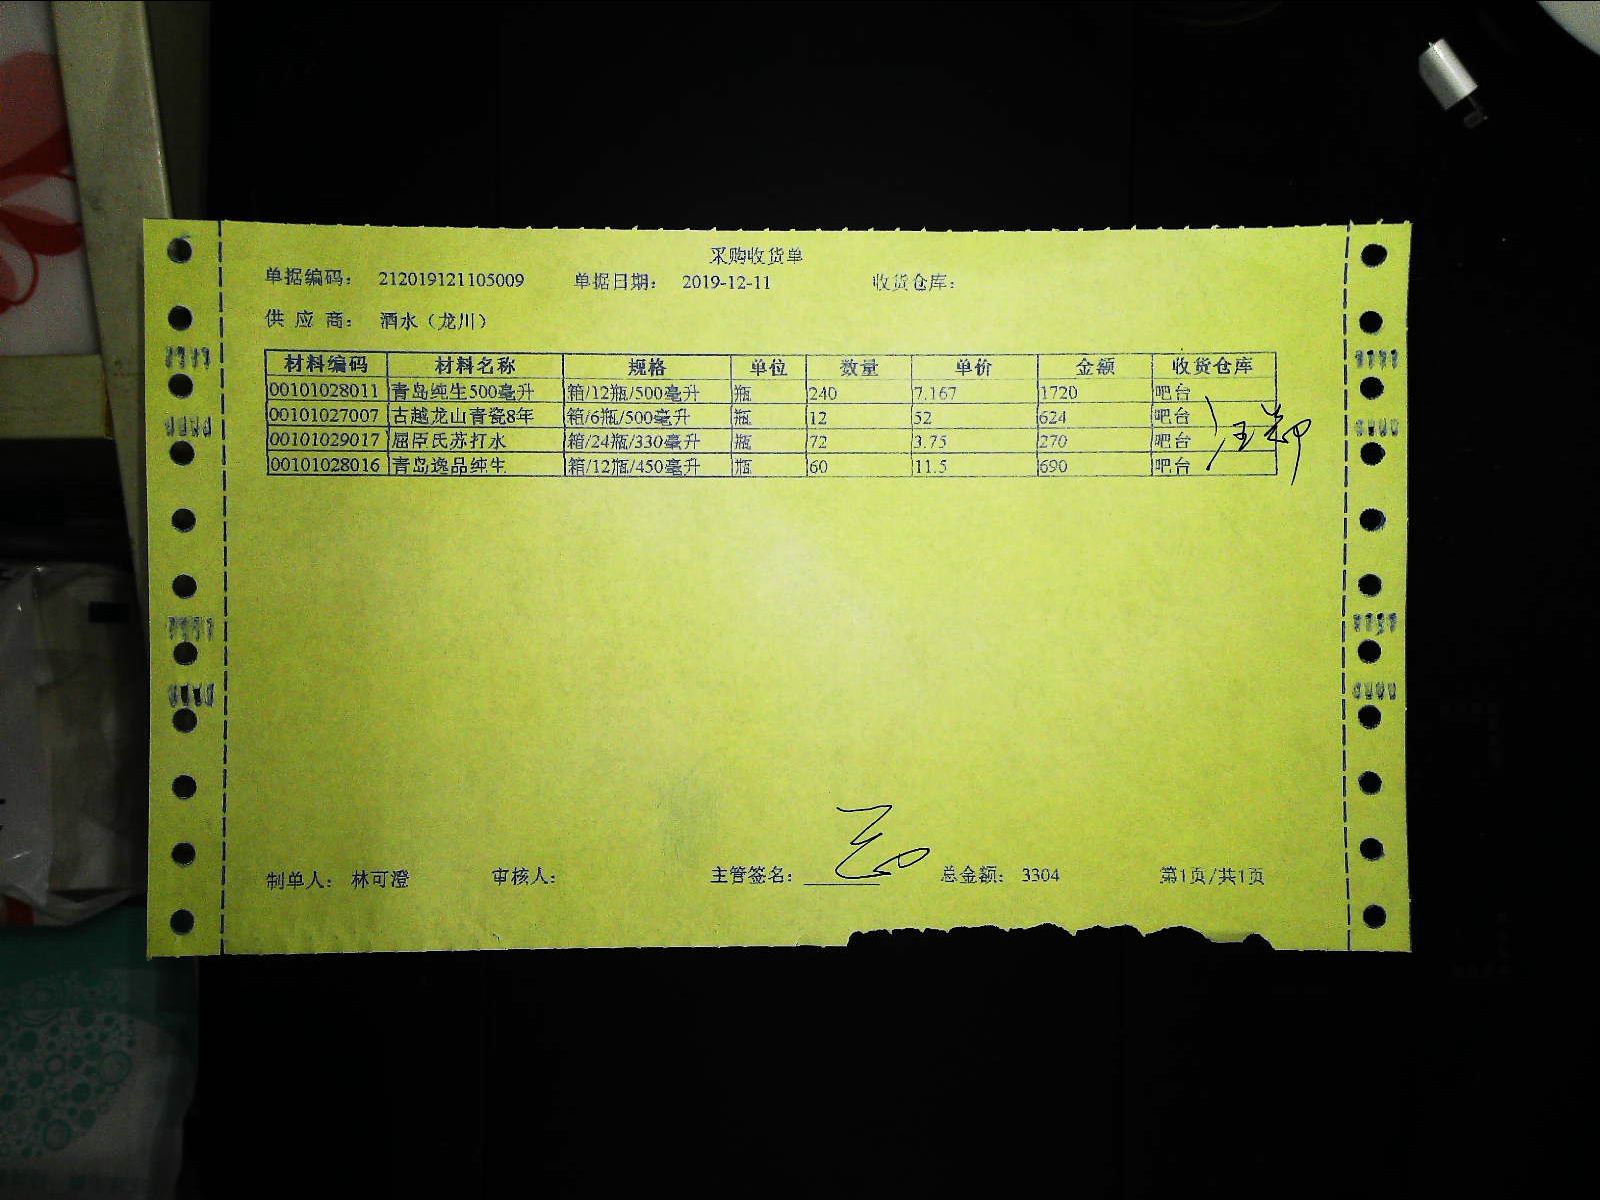 采购收货单
单据编码： 212019121105009 单据日期： 2019-12-11 收货仓库：
供 应 商： 酒水（龙川）
材料编码 材料名称 规格 单位 数量 单价 金额 收货仓库
00101028011 青岛纯生500毫升 箱/12瓶/500毫升 瓶 240 7.167 1720 吧台
00101027007 古越龙山青瓷8年 箱/6瓶/500毫升 瓶 12 52 624 吧台
00101029017 屈臣氏苏打水 箱/24瓶/330毫升 瓶 72 3.75 270 吧台
00101028016 青岛逸品纯生 箱/12瓶/450毫升 瓶 60 11.5 690 吧台
制单人： 林可澄 审核人： 主管签名： 总金额： 3304 第1页/共1页